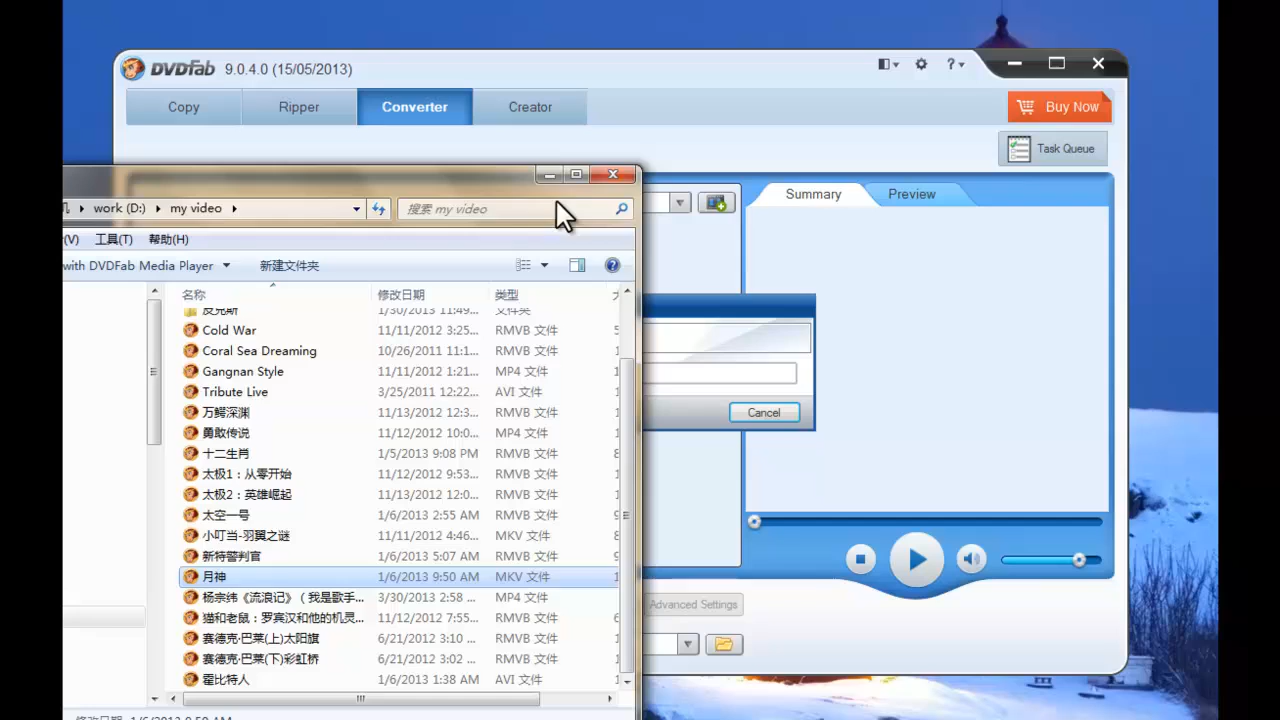 DVDFab 9.0.4.0 (15/05/2013)
Copy Ripper Converter Creator Buy Now
Task Queue
work (D:) my video 搜索 my video
Summary Preview
(V) 工具(T) 帮助(H)
with DVDFab Media Player 新建文件夹
名称 修改日期 类型
1/30/2013 11:49... 文件夹
Cold War 11/11/2012 3:25... RMVB 文件
Coral Sea Dreaming 10/26/2011 11:1... RMVB 文件
Gangnan Style 11/11/2012 1:21... MP4 文件
Tribute Live 3/25/2011 12:22... AVI 文件
万鳄深渊 11/13/2012 12:3... RMVB 文件
勇敢传说 11/12/2012 10:0... MP4 文件
十二生肖 1/5/2013 9:08 PM RMVB 文件
太极1：从零开始 11/12/2012 9:53... RMVB 文件
太极2：英雄崛起 11/13/2012 12:0... RMVB 文件
太空一号 1/6/2013 2:55 AM RMVB 文件
小叮当-羽翼之谜 11/11/2012 4:46... MKV 文件
新特警判官 1/6/2013 5:07 AM RMVB 文件
月神 1/6/2013 9:50 AM MKV 文件
杨宗纬《流浪记》（我是歌手... 3/30/2013 2:58 ... MP4 文件
猫和老鼠：罗宾汉和他的机灵... 11/12/2012 7:55... RMVB 文件
赛德克·巴莱(上)太阳旗 6/21/2012 3:10 ... RMVB 文件
赛德克·巴莱(下)彩虹桥 6/21/2012 3:02 ... RMVB 文件
霍比特人 1/6/2013 1:38 AM AVI 文件
Cancel
Advanced Settings